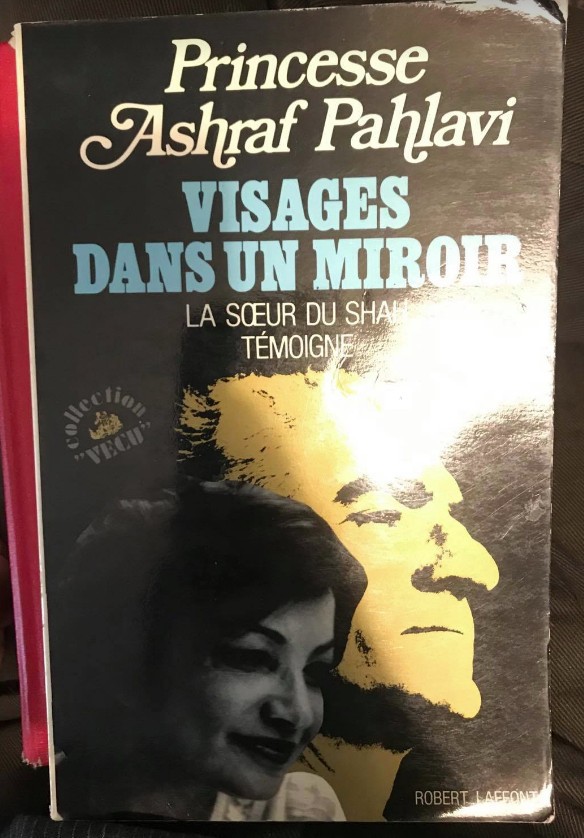 Princesse
Ashraf Pahlavi
VISAGES
DANS UN MIROIR
LA SŒUR DU SHAH
TÉMOIGNE
collection
"VÉCU"
ROBERT LAFFONT